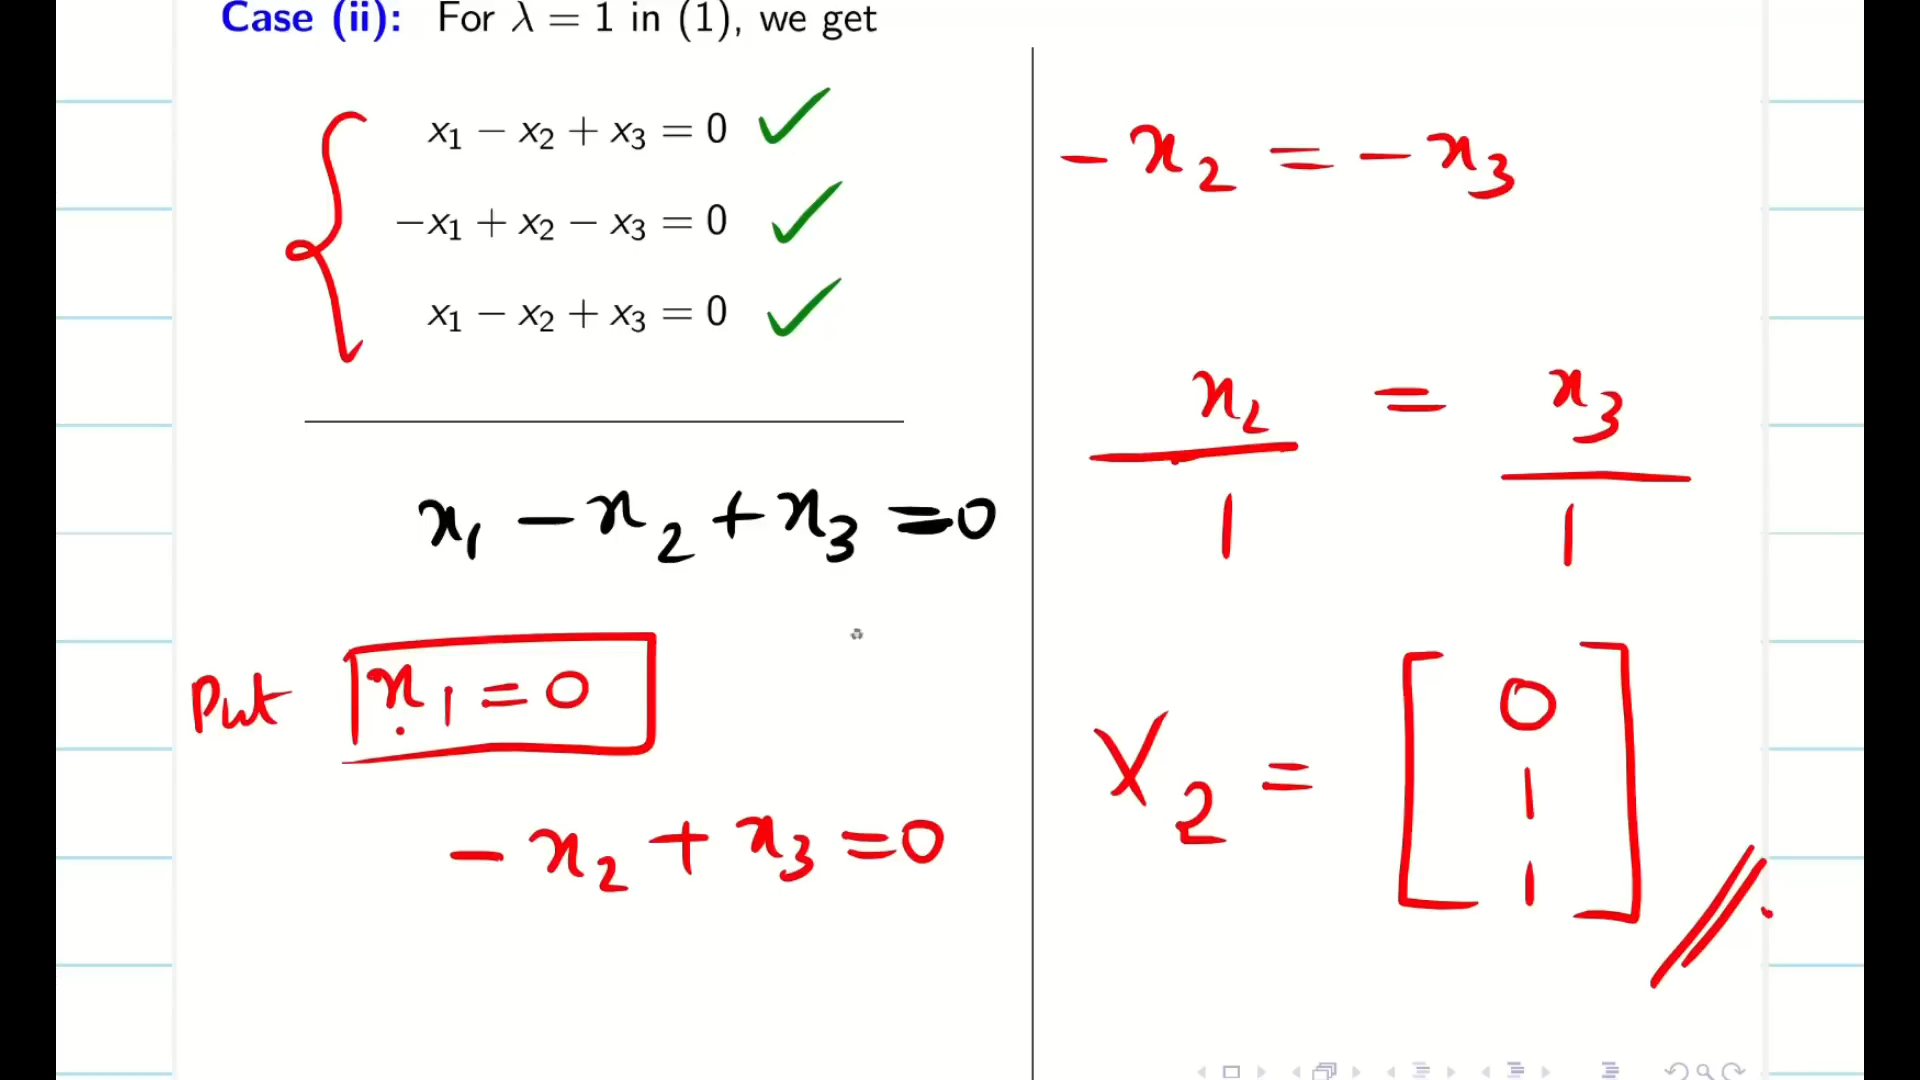 Case (ii): For λ = 1 in (1), we get
x₁ − x₂ + x₃ = 0
−x₁ + x₂ − x₃ = 0
x₁ − x₂ + x₃ = 0
x₁ − x₂ + x₃ = 0
Put x₁ = 0
− x₂ + x₃ = 0
− x₂ = − x₃
x₂/1 = x₃/1
X₂ = [0 1 1]